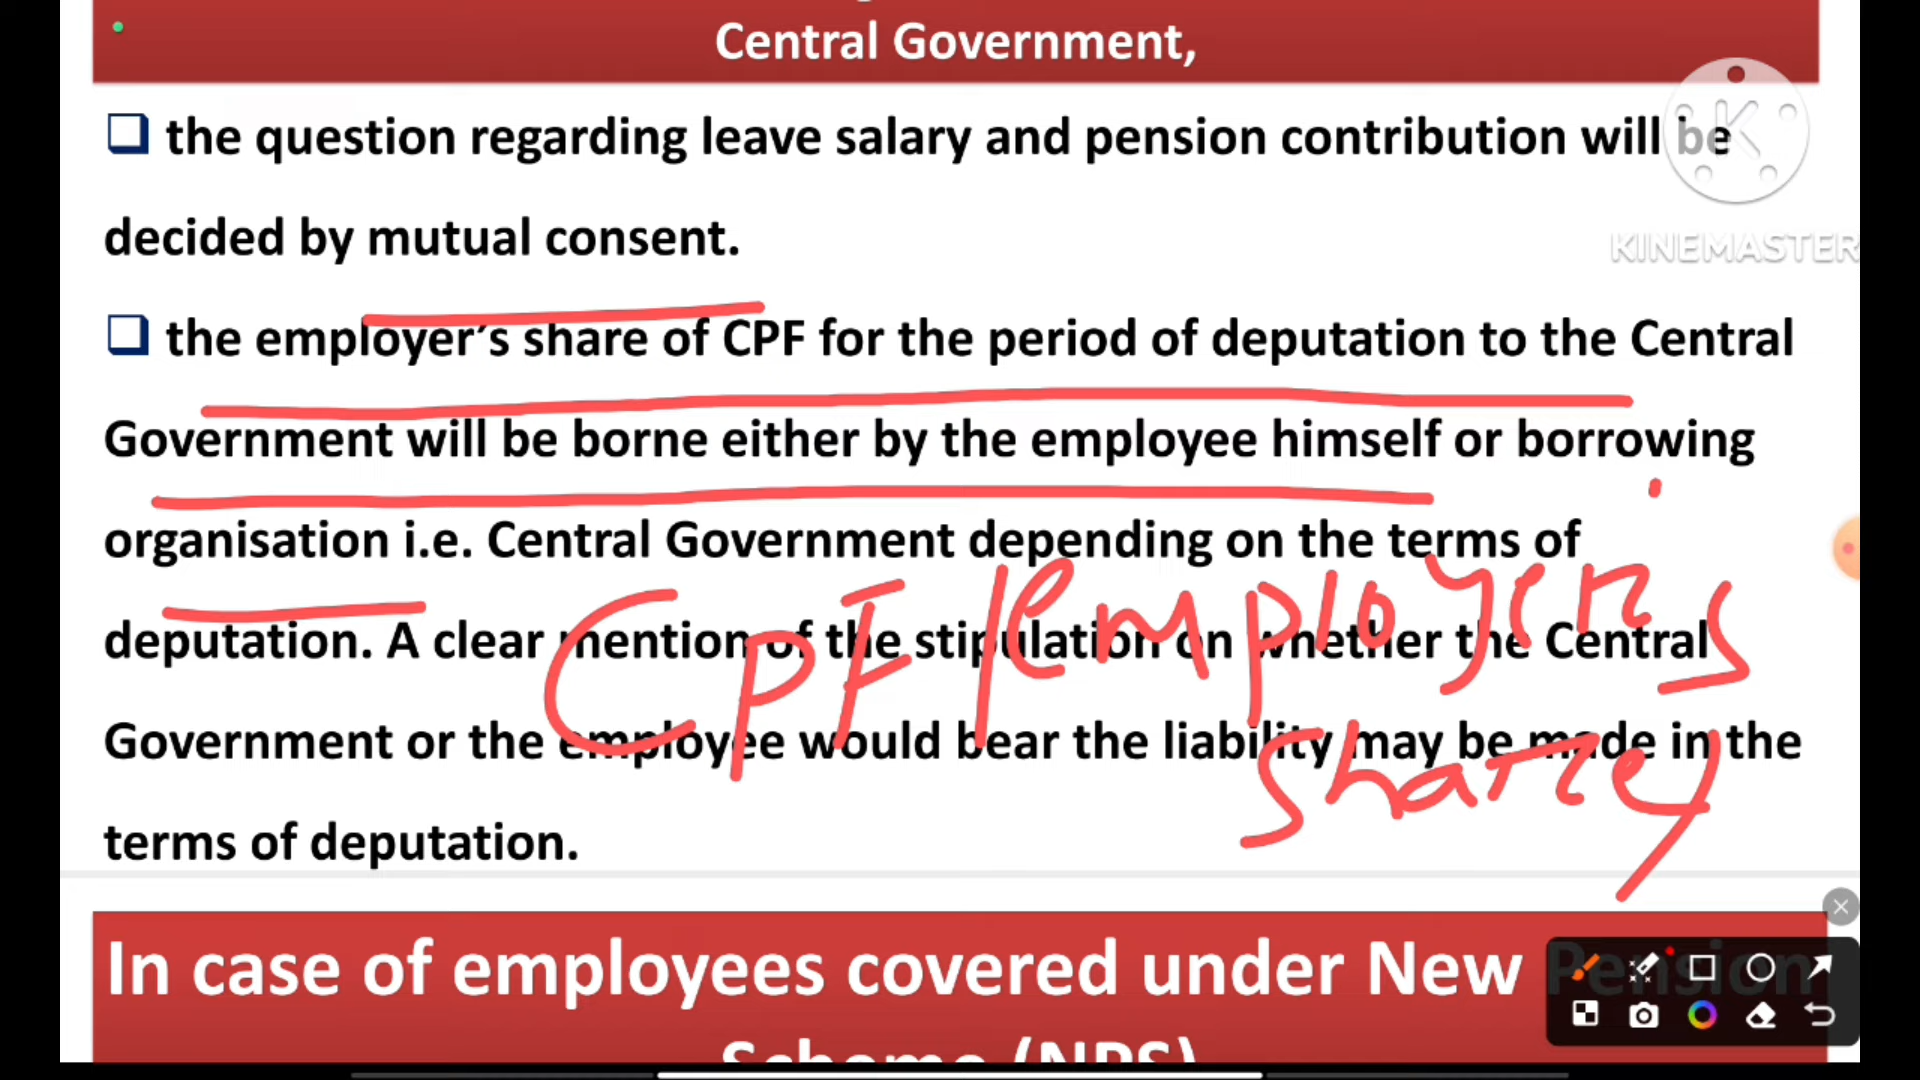 Central Government,
❑ the question regarding leave salary and pension contribution will be
decided by mutual consent.
KINEMASTER
❑ the employer's share of CPF for the period of deputation to the Central
Government will be borne either by the employee himself or borrowing
organisation i.e. Central Government depending on the terms of
deputation. A clear mention of the stipulation on whether the Central
CPF/employers
Government or the employee would bear the liability may be made in the
share/
terms of deputation.
In case of employees covered under New Pension
Scheme (NPS)